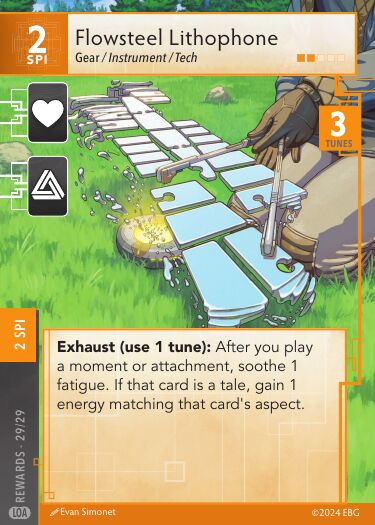 2
SPI
Flowsteel Lithophone
Gear / Instrument / Tech
3
TUNES
2 SPI
Exhaust (use 1 tune): After you play
a moment or attachment, soothe 1
fatigue. If that card is a tale, gain 1
energy matching that card's aspect.
REWARDS - 29/29
LOA
Evan Simonet
©2024 EBG